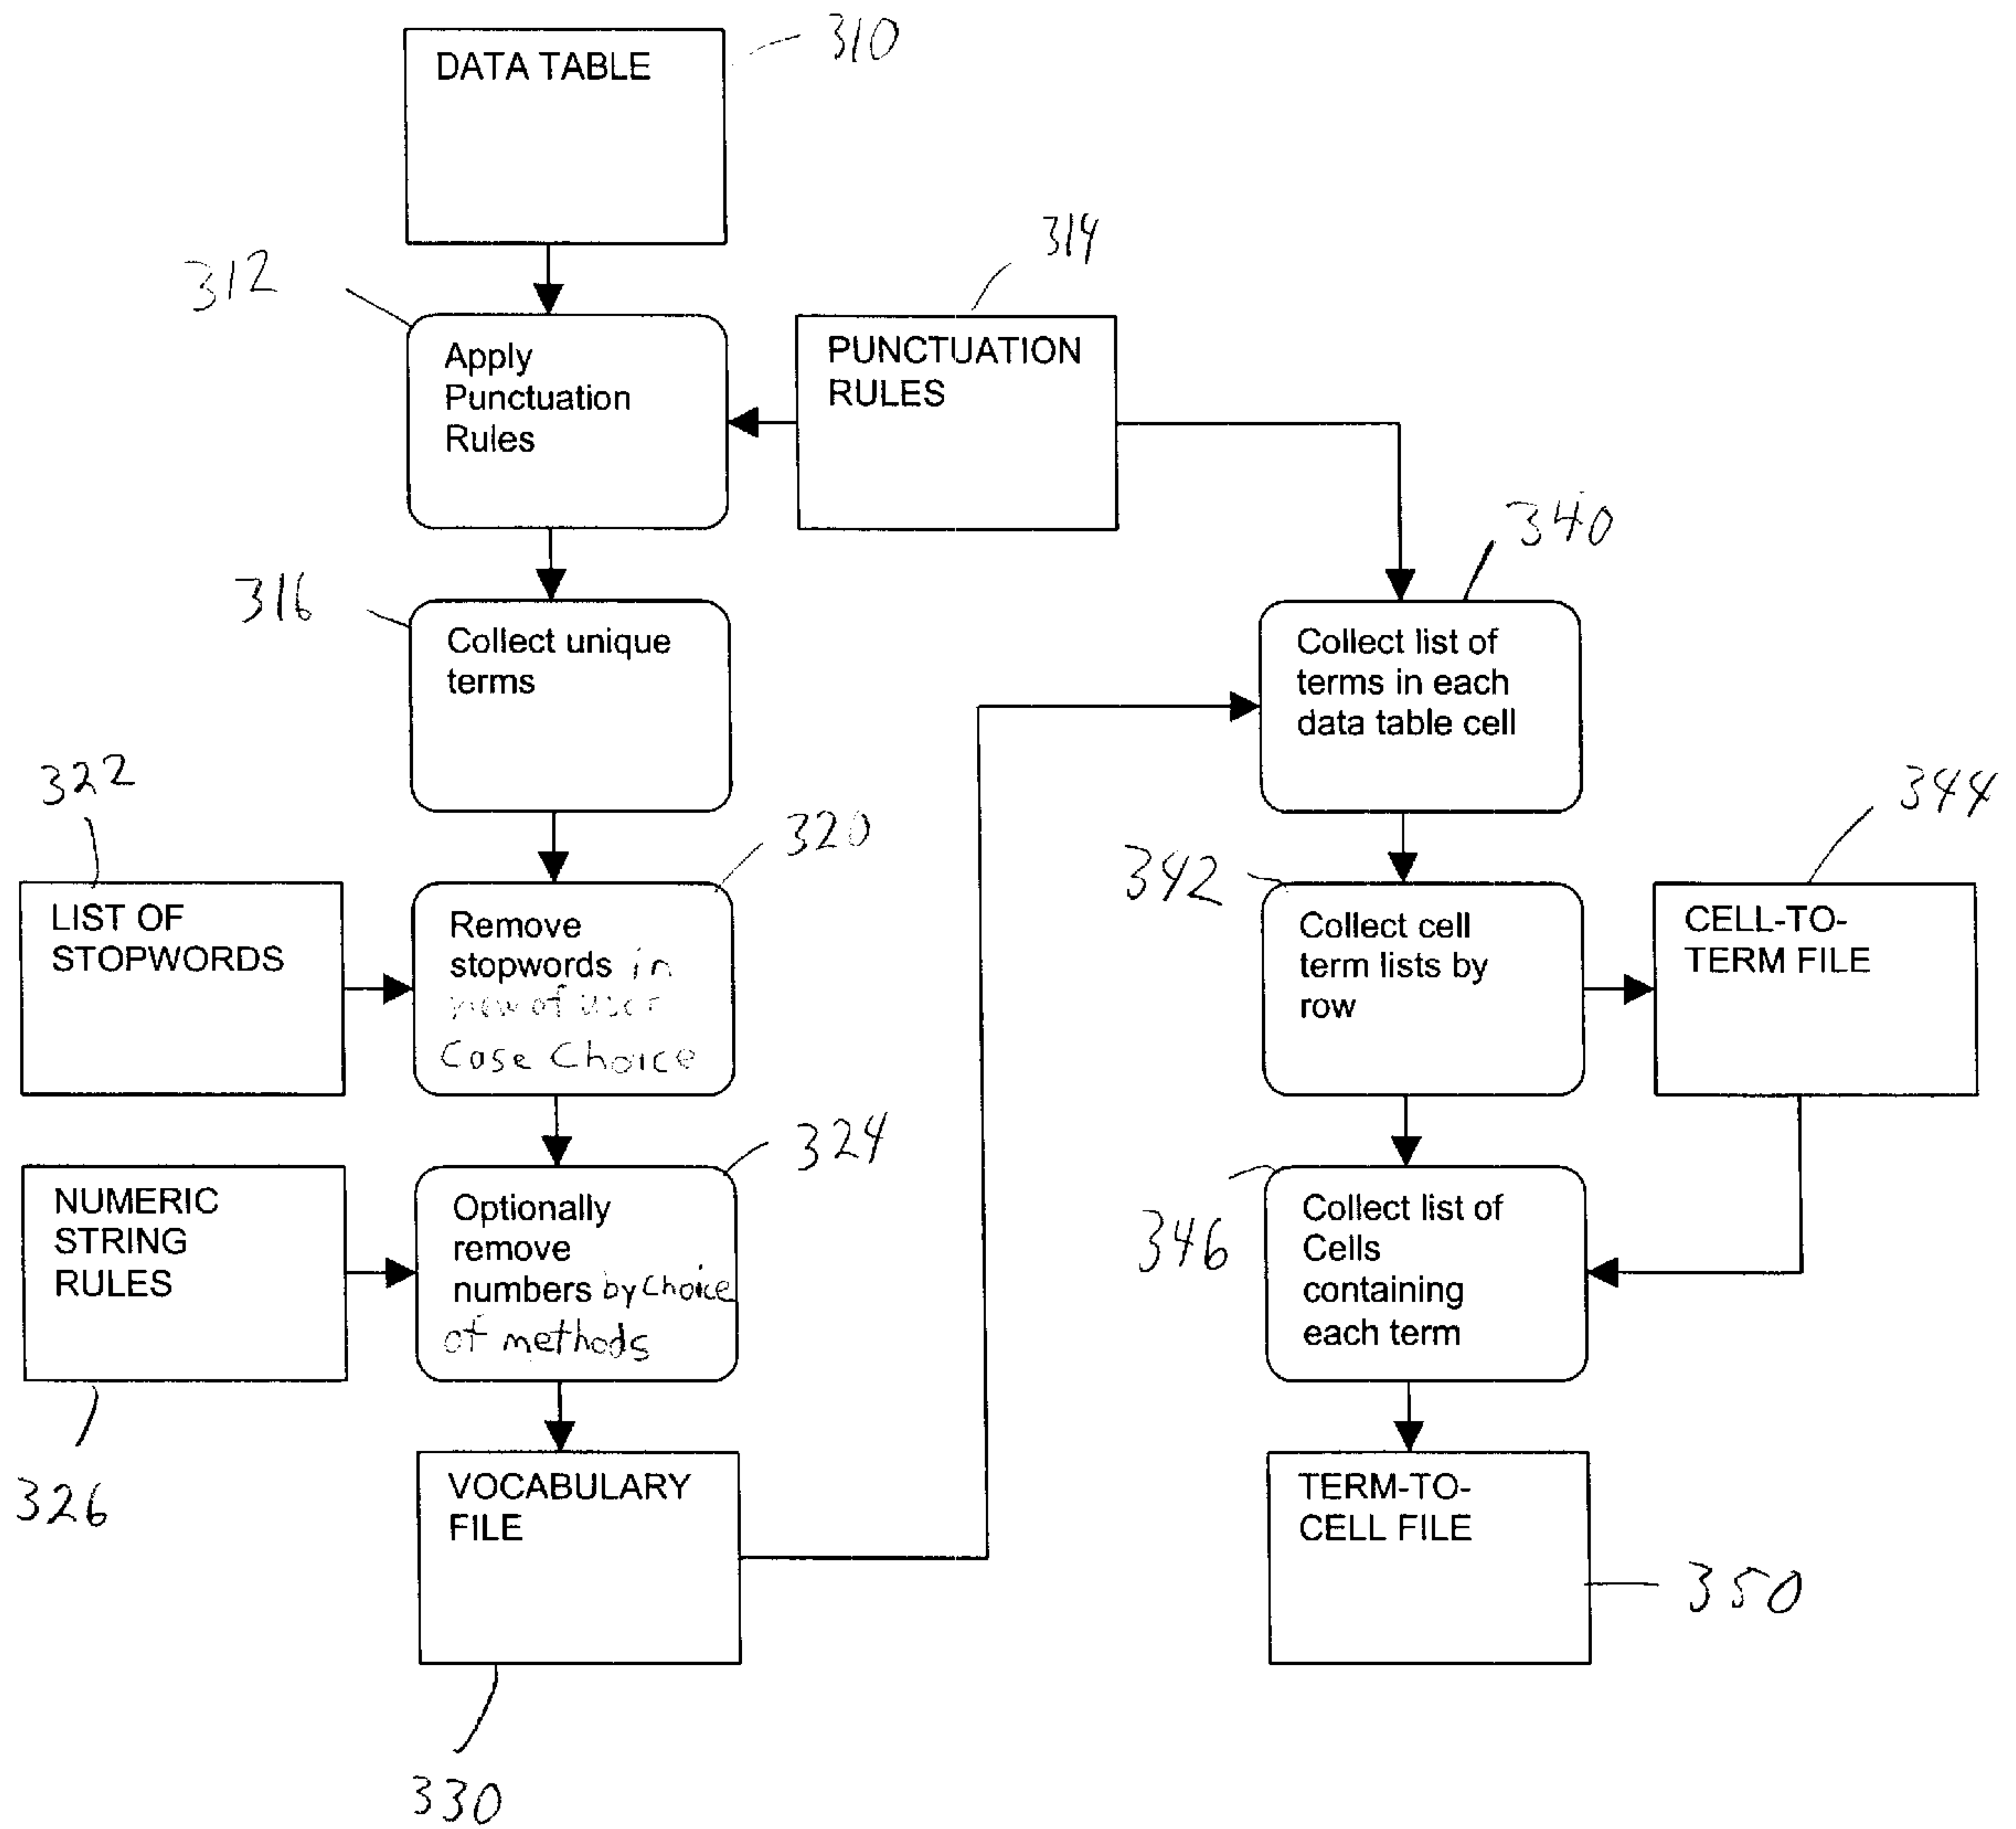 310
DATA TABLE
312
314
Apply
Punctuation
Rules
PUNCTUATION
RULES
316
Collect unique
terms
340
Collect list of
terms in each
data table cell
322
LIST OF
STOPWORDS
320
Remove
stopwords in
view of User
Case Choice
342
Collect cell
term lists by
row
344
CELL-TO-
TERM FILE
NUMERIC
STRING
RULES
326
324
Optionally
remove
numbers by Choice
of methods
346
Collect list of
Cells
containing
each term
VOCABULARY
FILE
330
TERM-TO-
CELL FILE
350